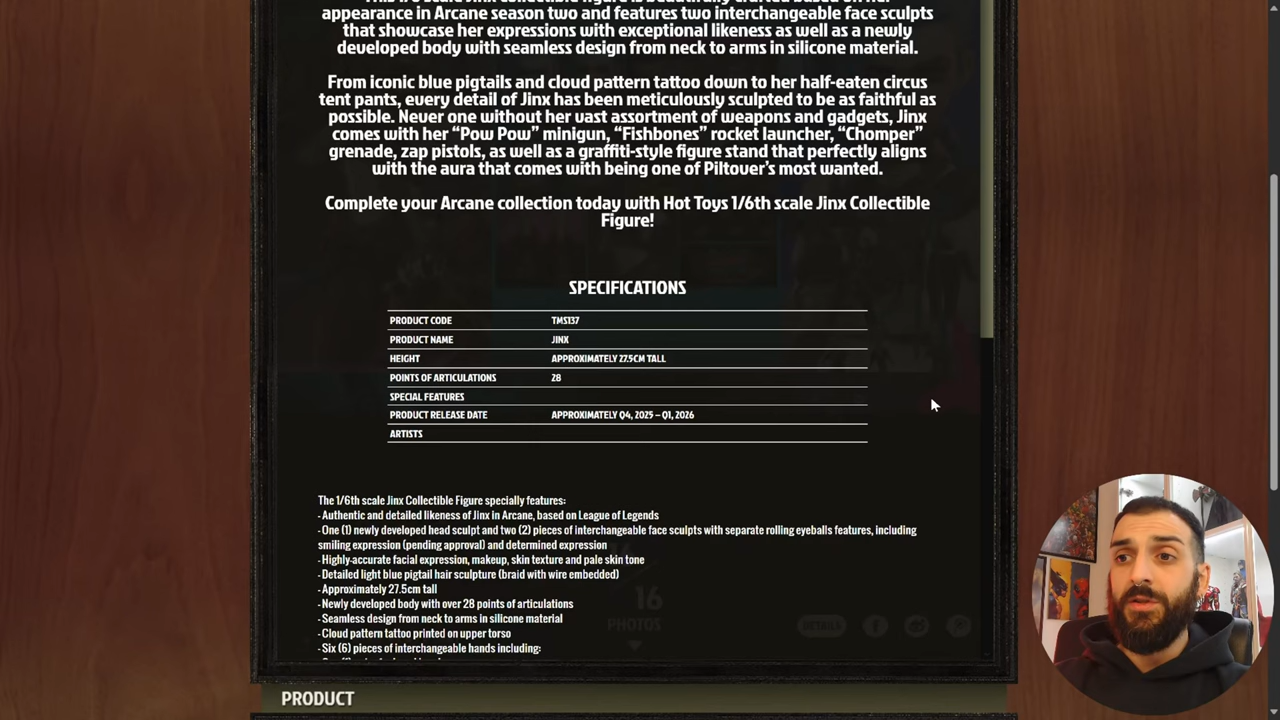 appearance in Arcane season two and features two interchangeable face sculpts
that showcase her expressions with exceptional likeness as well as a newly
developed body with seamless design from neck to arms in silicone material.
From iconic blue pigtails and cloud pattern tattoo down to her half-eaten circus
tent pants, every detail of Jinx has been meticulously sculpted to be as faithful as
possible. Never one without her vast assortment of weapons and gadgets, Jinx
comes with her “Pow Pow” minigun, “Fishbones” rocket launcher, “Chomper”
grenade, zap pistols, as well as a graffiti-style figure stand that perfectly aligns
with the aura that comes with being one of Piltover’s most wanted.
Complete your Arcane collection today with Hot Toys 1/6th scale Jinx Collectible
Figure!
SPECIFICATIONS
PRODUCT CODE TMS137
PRODUCT NAME JINX
HEIGHT APPROXIMATELY 27.5CM TALL
POINTS OF ARTICULATIONS 28
SPECIAL FEATURES
PRODUCT RELEASE DATE APPROXIMATELY Q4, 2025 – Q1, 2026
ARTISTS
The 1/6th scale Jinx Collectible Figure specially features:
- Authentic and detailed likeness of Jinx in Arcane, based on League of Legends
- One (1) newly developed head sculpt and two (2) pieces of interchangeable face sculpts with separate rolling eyeballs features, including
smiling expression (pending approval) and determined expression
- Highly-accurate facial expression, makeup, skin texture and pale skin tone
- Detailed light blue pigtail hair sculpture (braid with wire embedded)
- Approximately 27.5cm tall
- Newly developed body with over 28 points of articulations
- Seamless design from neck to arms in silicone material
- Cloud pattern tattoo printed on upper torso
- Six (6) pieces of interchangeable hands including:
16
PHOTOS
DETAILS
PRODUCT